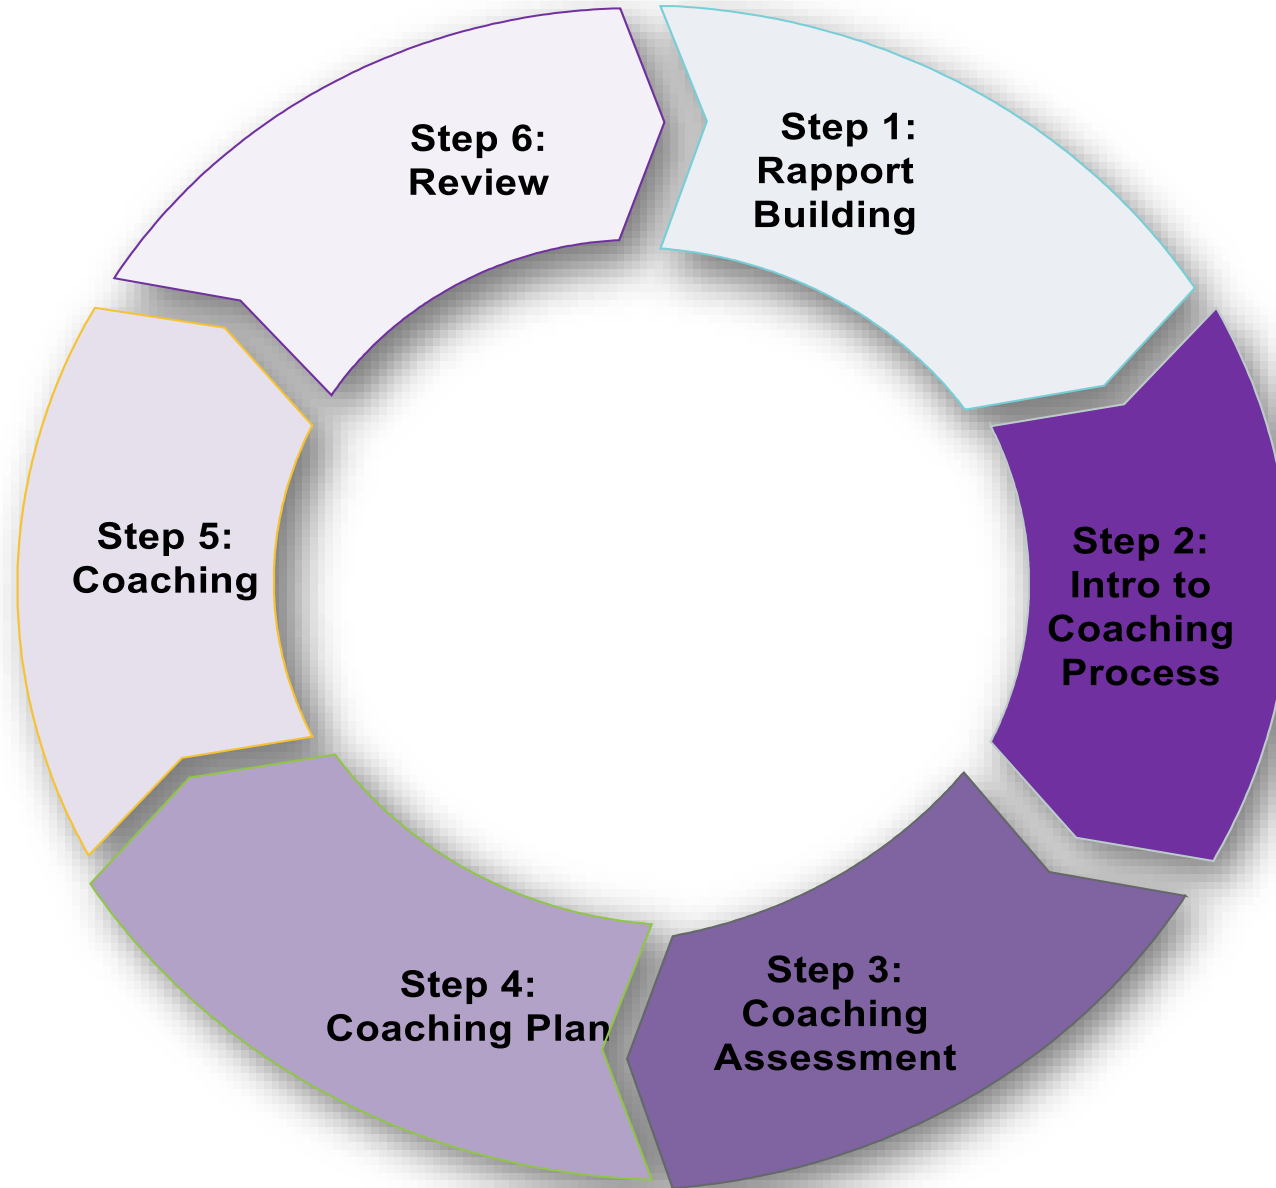 Step 1:
Rapport
Building
Step 2:
Intro to
Coaching
Process
Step 3:
Coaching
Assessment
Step 4:
Coaching Plan
Step 5:
Coaching
Step 6:
Review